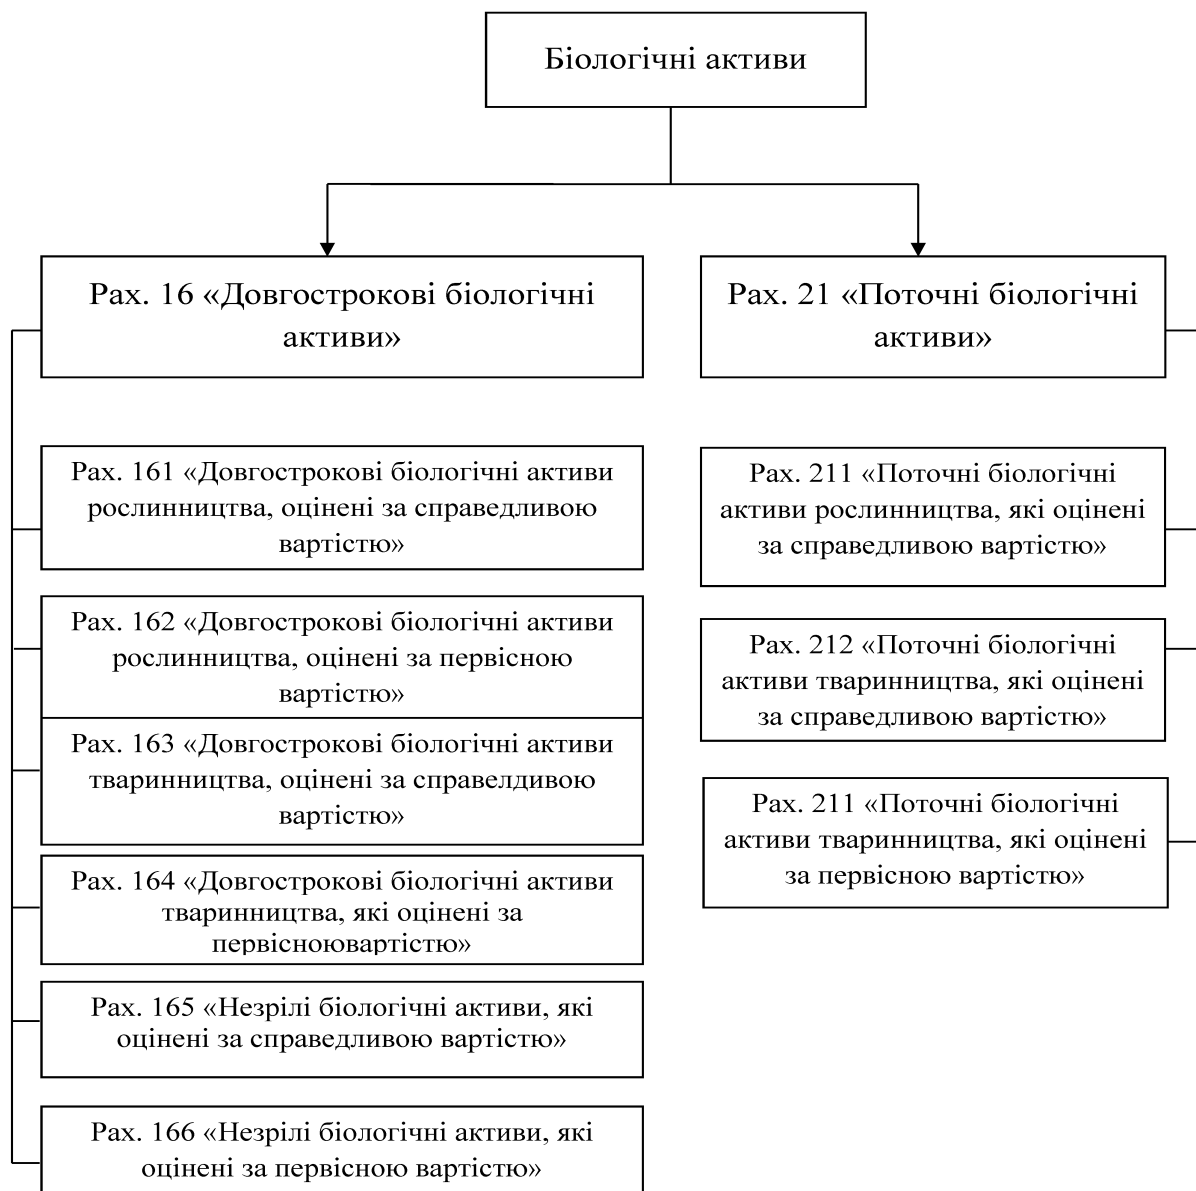 Біологічні активи
Рах. 16 «Довгострокові біологічні
активи»
Рах. 161 «Довгострокові біологічні активи
рослинництва, оцінені за справедливою
вартістю»
Рах. 162 «Довгострокові біологічні активи
рослинництва, оцінені за первісною
вартістю»
Рах. 163 «Довгострокові біологічні активи
тваринництва, оцінені за справелдивою
вартістю»
Рах. 164 «Довгострокові біологічні активи
тваринництва, які оцінені за
первісноювартістю»
Рах. 165 «Незрілі біологічні активи, які
оцінені за справедливою вартістю»
Рах. 166 «Незрілі біологічні активи, які
оцінені за первісною вартістю»
Рах. 21 «Поточні біологічні
активи»
Рах. 211 «Поточні біологічні
активи рослинництва, які оцінені
за справедливою вартістю»
Рах. 212 «Поточні біологічні
активи тваринництва, які оцінені
за справедливою вартістю»
Рах. 211 «Поточні біологічні
активи тваринництва, які оцінені
за первісною вартістю»